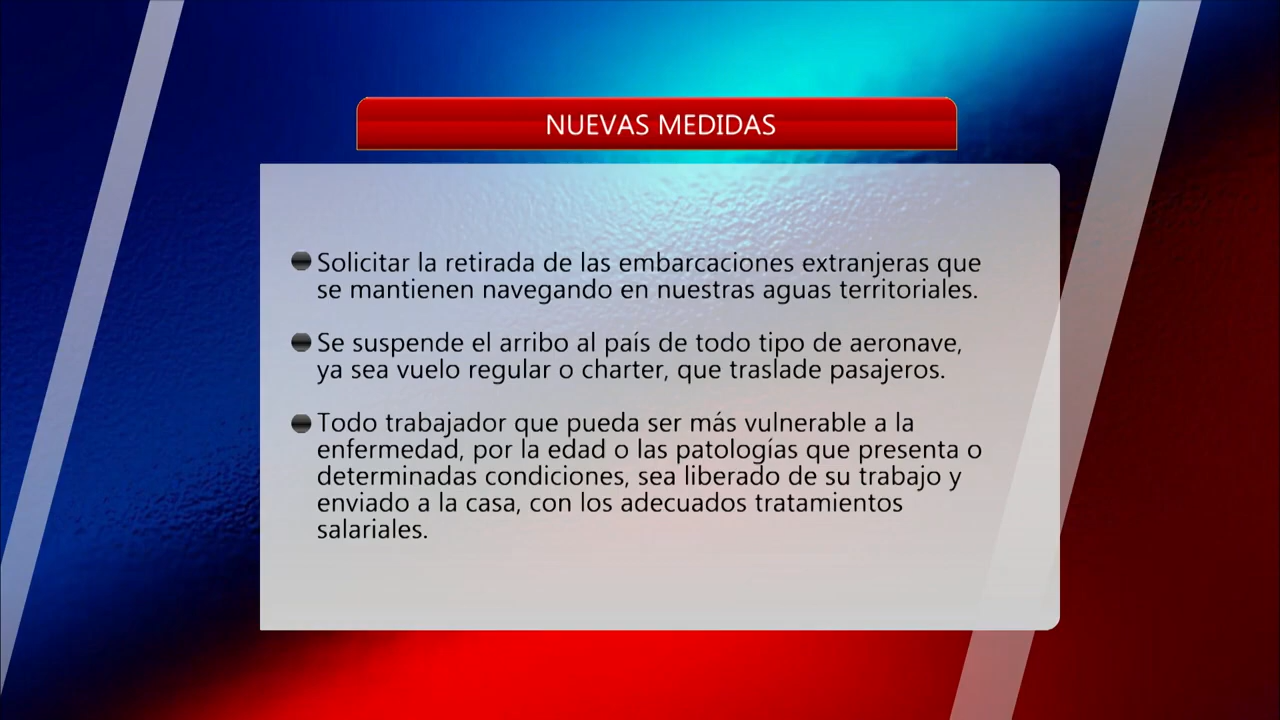 NUEVAS MEDIDAS
Solicitar la retirada de las embarcaciones extranjeras que
se mantienen navegando en nuestras aguas territoriales.
Se suspende el arribo al país de todo tipo de aeronave,
ya sea vuelo regular o charter, que traslade pasajeros.
Todo trabajador que pueda ser más vulnerable a la
enfermedad, por la edad o las patologías que presenta o
determinadas condiciones, sea liberado de su trabajo y
enviado a la casa, con los adecuados tratamientos
salariales.